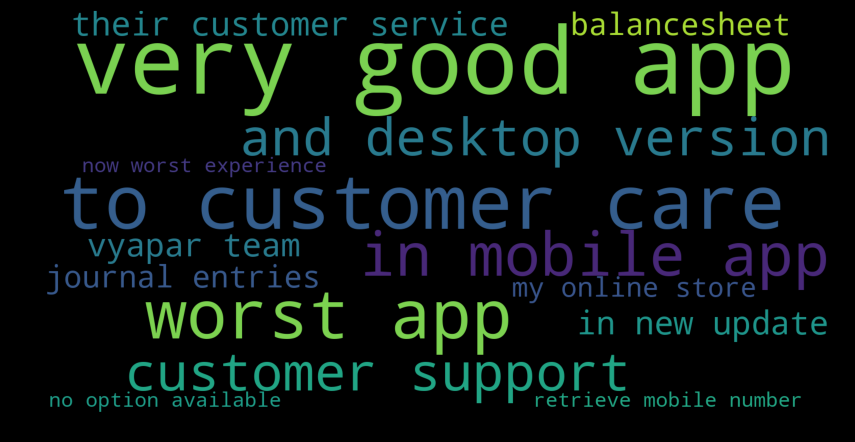 their customer service
balancesheet
very good app
and desktop version
now worst experience
to customer care
vyapar team
in mobile app
journal entries
my online store
worst app
in new update
customer support
no option available
retrieve mobile number